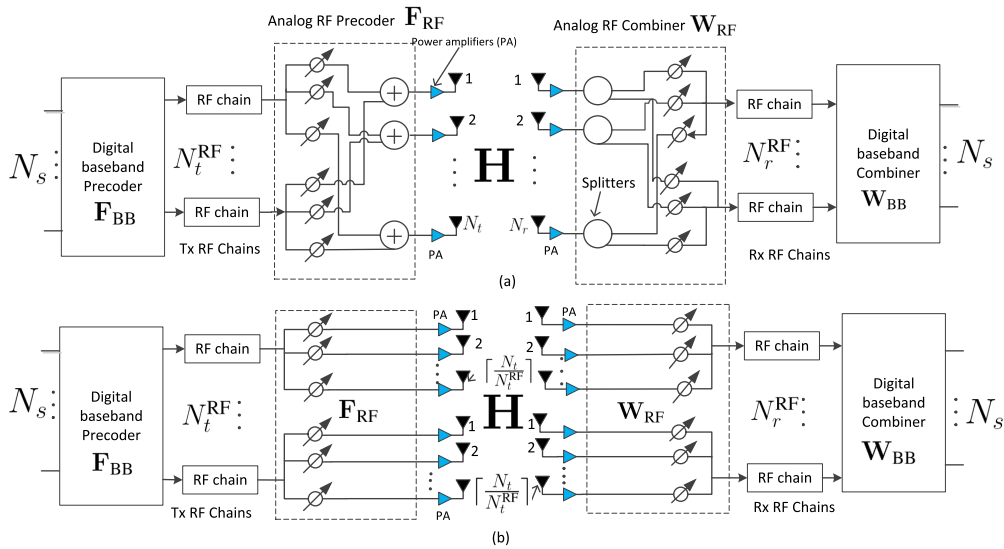 Analog RF Precoder F_RF
Analog RF Combiner W_RF
Power amplifiers (PA)
RF chain
1
1
RF chain
2
2
N_s
Digital baseband Precoder F_BB
N_t^RF
H
N_r^RF
Digital baseband Combiner W_BB
N_s
Splitters
RF chain
N_t
N_r
RF chain
Tx RF Chains
PA
PA
Rx RF Chains
(a)
PA
1
1
PA
RF chain
2
2
RF chain
⌈N_t/N_t^RF⌉
N_s
Digital baseband Precoder F_BB
N_t^RF
F_RF
H
W_RF
N_r^RF
Digital baseband Combiner W_BB
N_s
1
1
2
2
RF chain
⌈N_t/N_t^RF⌉
RF chain
Tx RF Chains
PA
Rx RF Chains
(b)